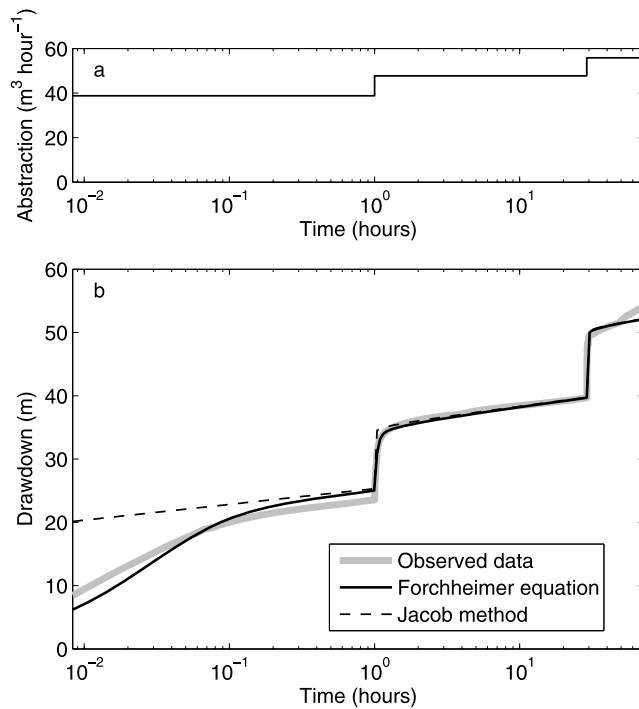 a
Abstraction (m³ hour⁻¹)
60
40
20
0
10⁻²
10⁻¹
10⁰
10¹
Time (hours)
b
Drawdown (m)
60
50
40
30
20
10
0
Observed data
Forchheimer equation
Jacob method
10⁻²
10⁻¹
10⁰
10¹
Time (hours)